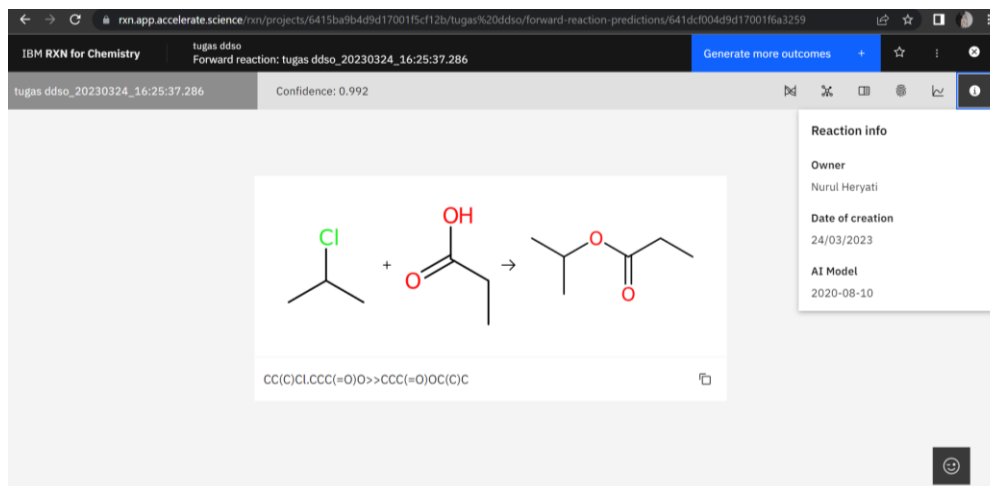 rxn.app.accelerate.science/rxn/projects/6415ba9b4d9d17001f5cf12b/tugas%20ddso/forward-reaction-predictions/641dcf004d9d17001f6a3259
IBM RXN for Chemistry
tugas ddso
Forward reaction: tugas ddso_20230324_16:25:37.286
Generate more outcomes +
tugas ddso_20230324_16:25:37.286
Confidence: 0.992
Reaction info
Owner
Nurul Heryati
Date of creation
24/03/2023
AI Model
2020-08-10
Cl
+
O
OH
→
O
O
CC(C)Cl.CCC(=O)O>>CCC(=O)OC(C)C